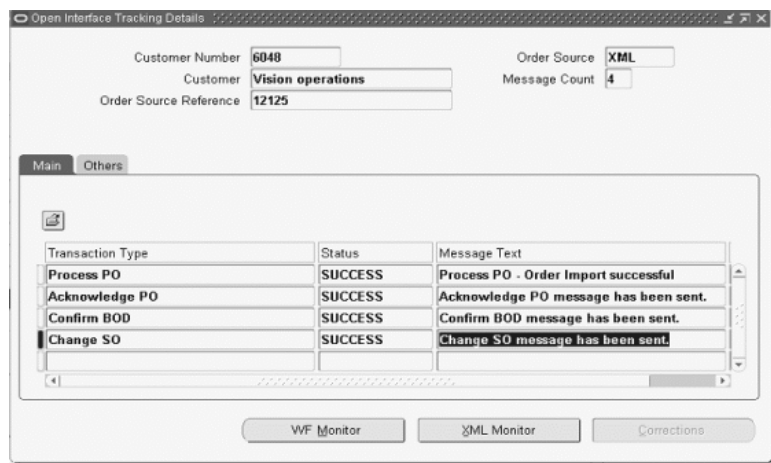 Open Interface Tracking Details
Customer Number 6048 Order Source XML
Customer Vision operations Message Count 4
Order Source Reference 12125
Main Others
Transaction Type Status Message Text
Process PO SUCCESS Process PO - Order Import successful
Acknowledge PO SUCCESS Acknowledge PO message has been sent.
Confirm BOD SUCCESS Confirm BOD message has been sent.
Change SO SUCCESS Change SO message has been sent.
WF Monitor XML Monitor Corrections